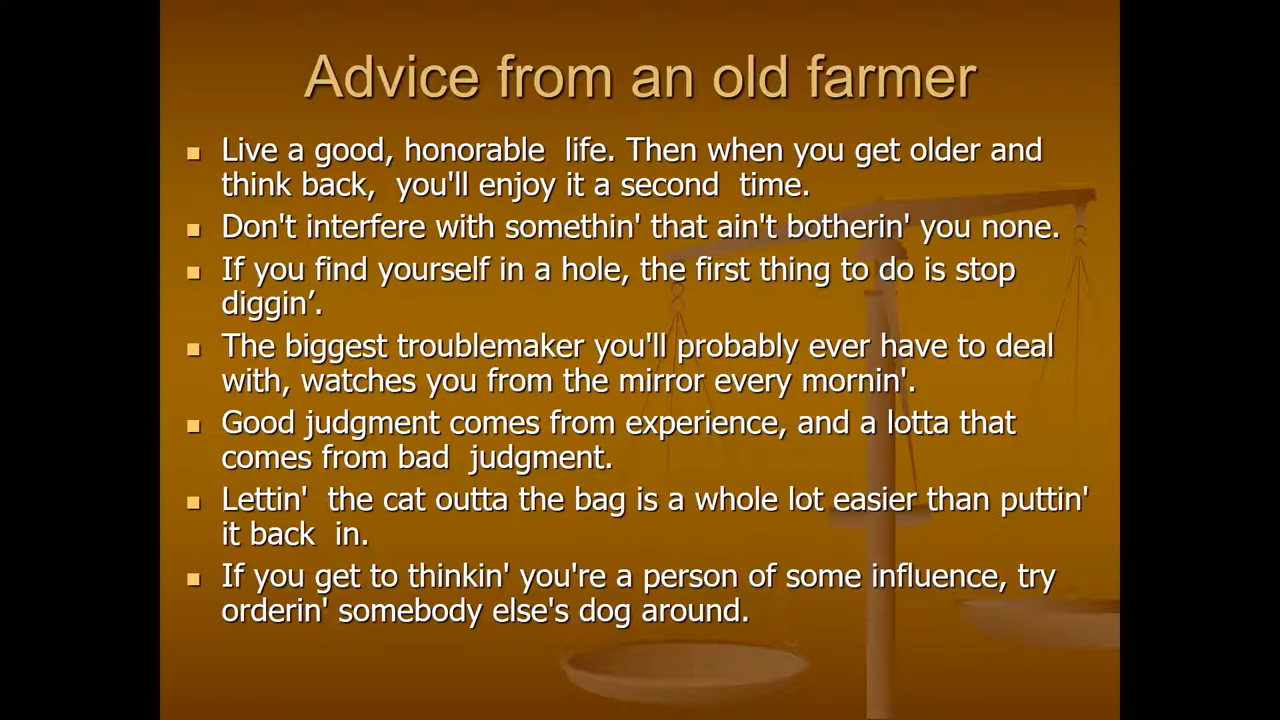 Advice from an old farmer
Live a good, honorable  life. Then when you get older and
think back,  you'll enjoy it a second  time.
Don't interfere with somethin' that ain't botherin' you none.
If you find yourself in a hole, the first thing to do is stop
diggin’.
The biggest troublemaker you'll probably ever have to deal
with, watches you from the mirror every mornin'.
Good judgment comes from experience, and a lotta that
comes from bad  judgment.
Lettin'  the cat outta the bag is a whole lot easier than puttin'
it back  in.
If you get to thinkin' you're a person of some influence, try
orderin' somebody else's dog around.